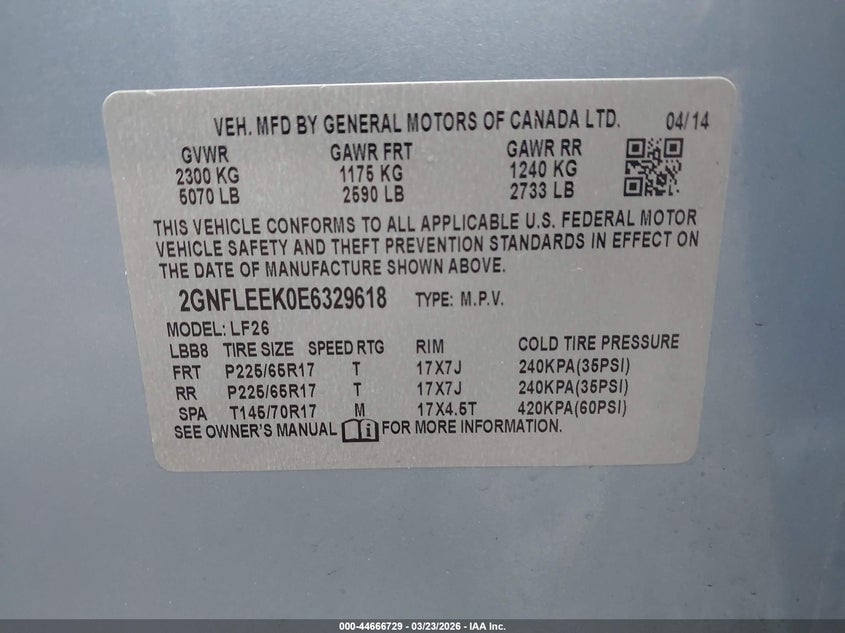 VEH. MFD BY GENERAL MOTORS OF CANADA LTD. 04/14
GVWR GAWR FRT GAWR RR
2300 KG 1175 KG 1240 KG
5070 LB 2590 LB 2733 LB
THIS VEHICLE CONFORMS TO ALL APPLICABLE U.S. FEDERAL MOTOR
VEHICLE SAFETY AND THEFT PREVENTION STANDARDS IN EFFECT ON
THE DATE OF MANUFACTURE SHOWN ABOVE.
2GNFLEEK0E6329618 TYPE: M.P.V.
MODEL: LF26
LBB8 TIRE SIZE SPEED RTG RIM COLD TIRE PRESSURE
FRT P225/65R17 T 17X7J 240KPA(35PSI)
RR P225/65R17 T 17X7J 240KPA(35PSI)
SPA T145/70R17 M 17X4.5T 420KPA(60PSI)
SEE OWNER'S MANUAL i FOR MORE INFORMATION.
000-44666729 - 03/23/2026 - IAA Inc.